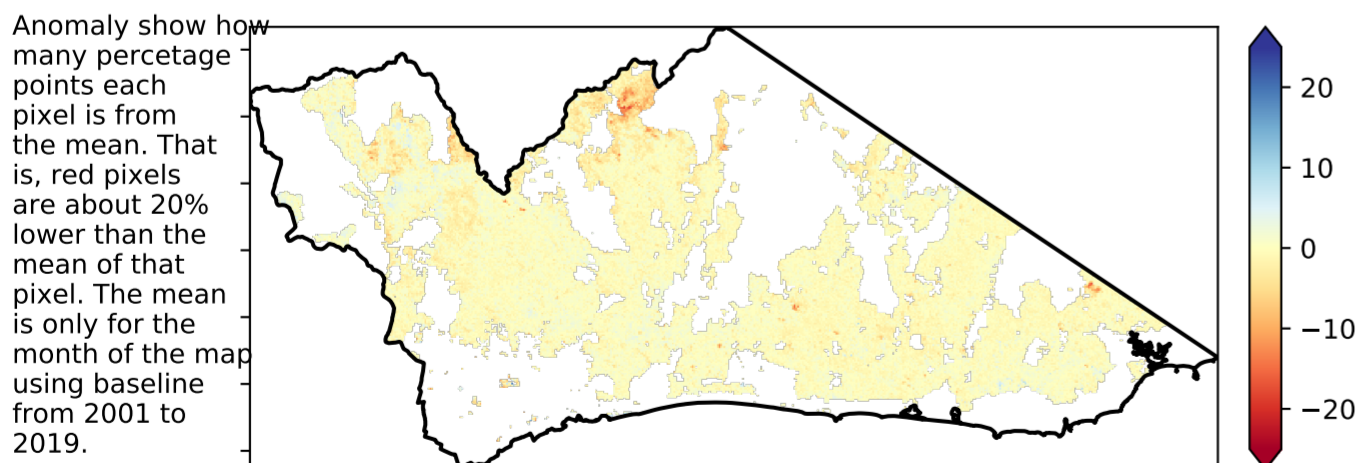 Anomaly show how
many percetage
points each
pixel is from
the mean. That
is, red pixels
are about 20%
lower than the
mean of that
pixel. The mean
is only for the
month of the map
using baseline
from 2001 to
2019.
20
10
0
−10
−20